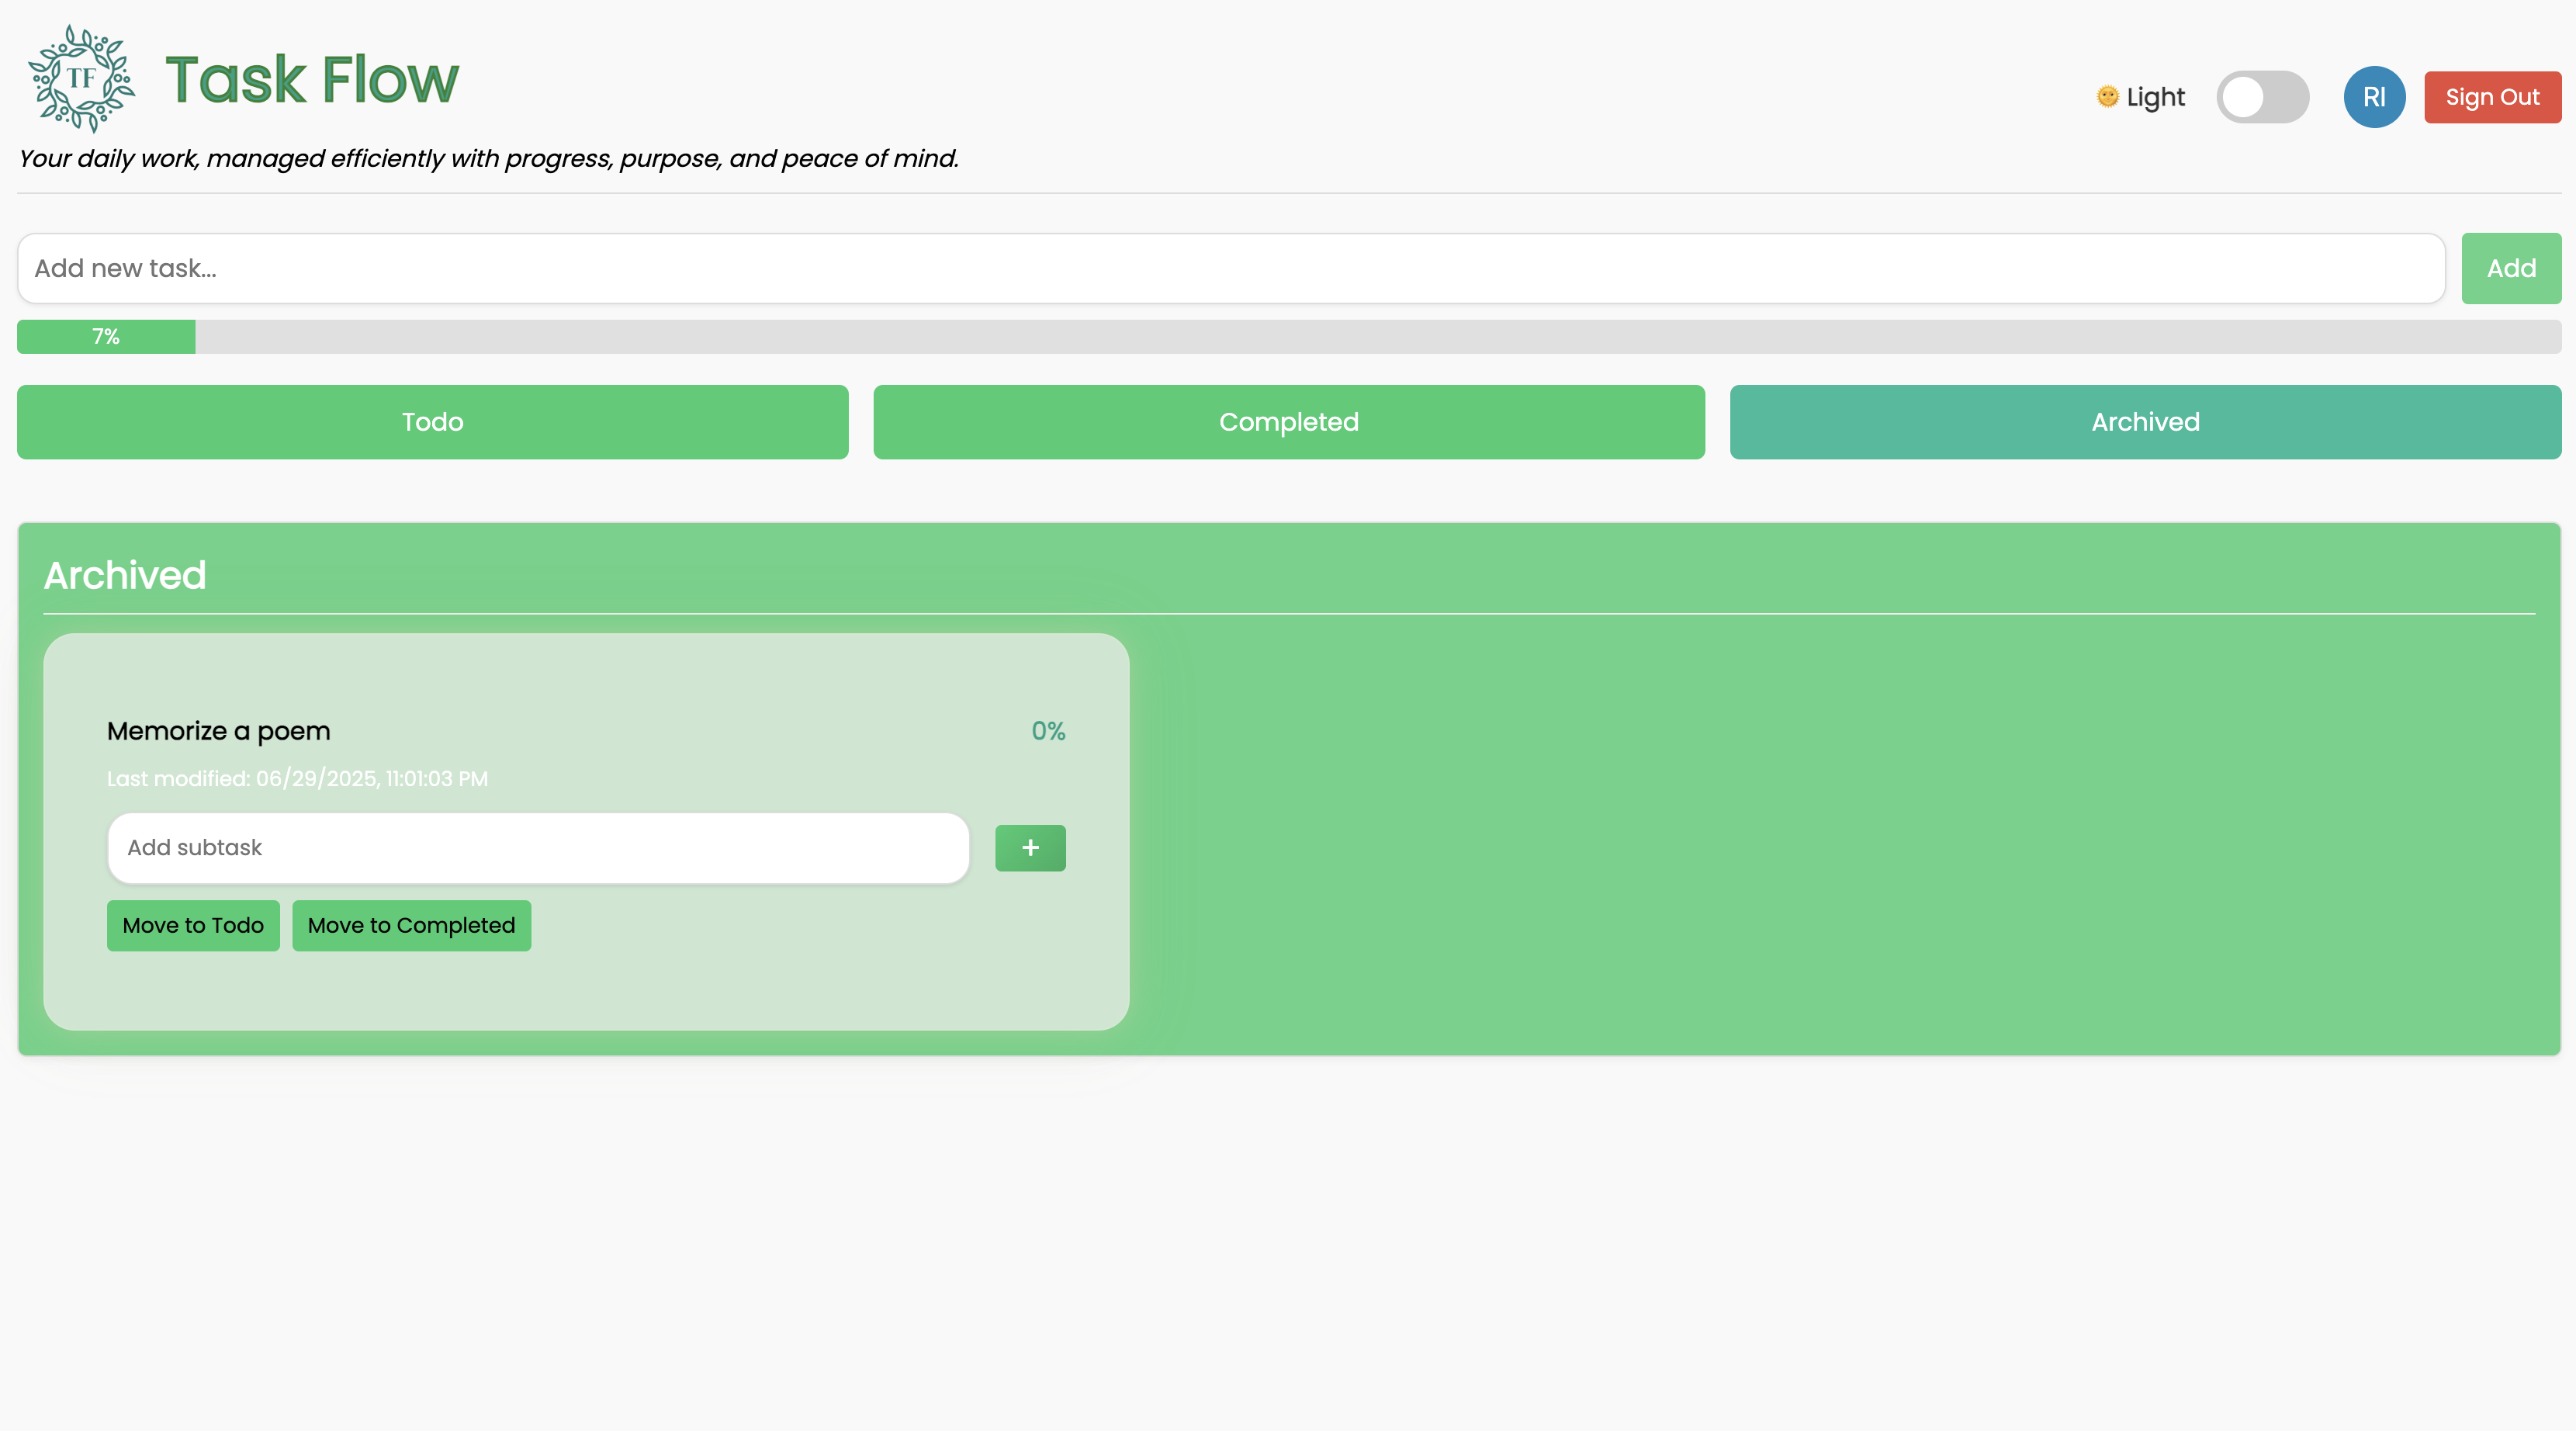 TF
Task Flow
🌞 Light
RI
Sign Out
Your daily work, managed efficiently with progress, purpose, and peace of mind.
Add new task...
Add
7%
Todo
Completed
Archived
Archived
Memorize a poem
0%
Last modified: 06/29/2025, 11:01:03 PM
Add subtask
+
Move to Todo
Move to Completed